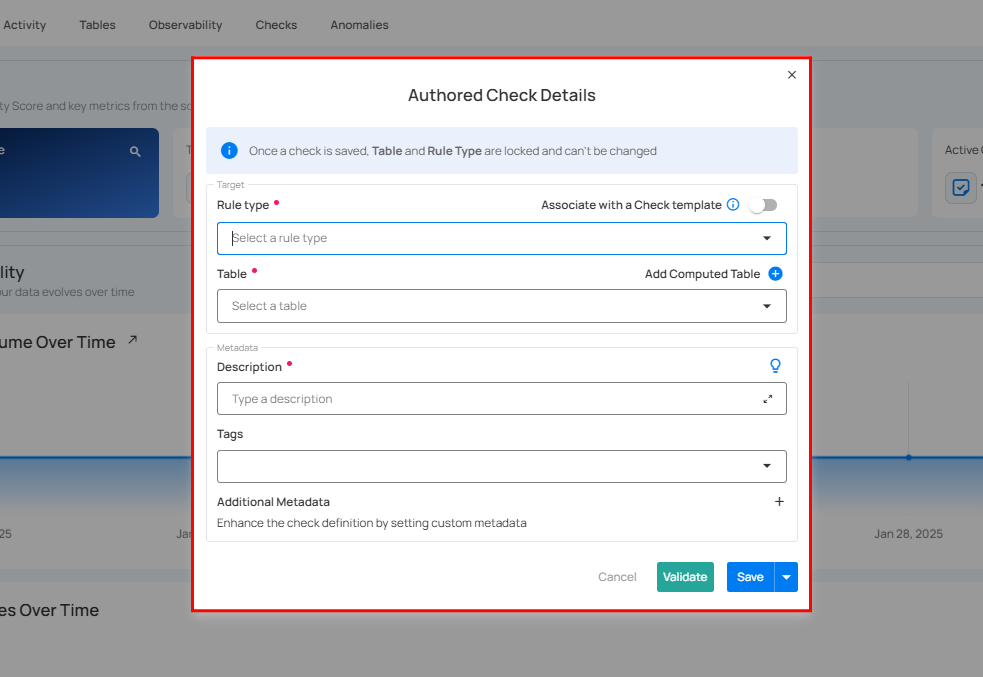 Activity Tables Observability Checks Anomalies
ty Score and key metrics from the so
e
T
Active
Authored Check Details
Once a check is saved, Table and Rule Type are locked and can't be changed
Target
Rule type • Associate with a Check template
Select a rule type
Table • Add Computed Table
Select a table
Metadata
Description •
Type a description
Tags
Additional Metadata +
Enhance the check definition by setting custom metadata
Cancel Validate Save
lity
our data evolves over time
ume Over Time
25 Jan Jan 28, 2025
es Over Time